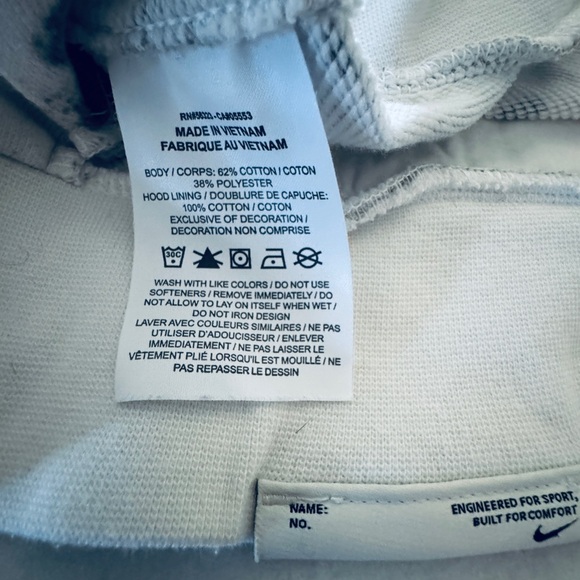 RN#56323-CA#05553
MADE IN VIETNAM
FABRIQUE AU VIETNAM
BODY / CORPS: 62% COTTON / COTON
38% POLYESTER
HOOD LINING / DOUBLURE DE CAPUCHE:
100% COTTON / COTON
EXCLUSIVE OF DECORATION /
DECORATION NON COMPRISE
30C
WASH WITH LIKE COLORS / DO NOT USE
SOFTENERS / REMOVE IMMEDIATELY / DO
NOT ALLOW TO LAY ON ITSELF WHEN WET /
DO NOT IRON DESIGN
LAVER AVEC COULEURS SIMILAIRES / NE PAS
UTILISER D'ADOUCISSEUR / ENLEVER
IMMEDIATEMENT / NE PAS LAISSER LE
VÊTEMENT PLIÉ LORSQU'IL EST MOUILLÉ / NE
PAS REPASSER LE DESSIN
NAME:
NO.
ENGINEERED FOR SPORT,
BUILT FOR COMFORT